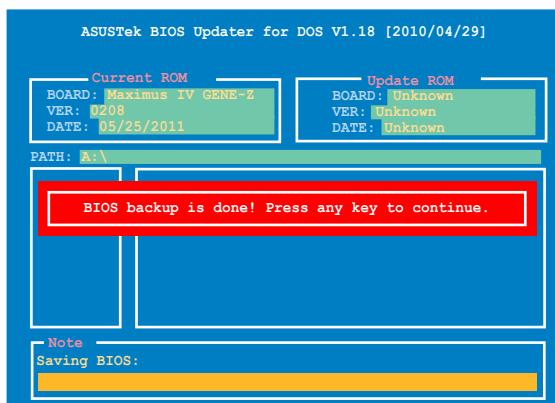 ASUSTek BIOS Updater for DOS V1.18 [2010/04/29]
Current ROM
BOARD: Maximus IV GENE-Z
VER: 0208
DATE: 05/25/2011
Update ROM
BOARD: Unknown
VER: Unknown
DATE: Unknown
PATH: A:\
BIOS backup is done! Press any key to continue.
Note
Saving BIOS: